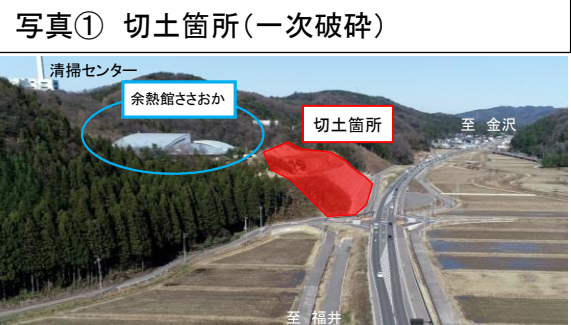 写真① 切土箇所(一次破砕)
清掃センター
余熱館ささおか
切土箇所
至 金沢
至 福井